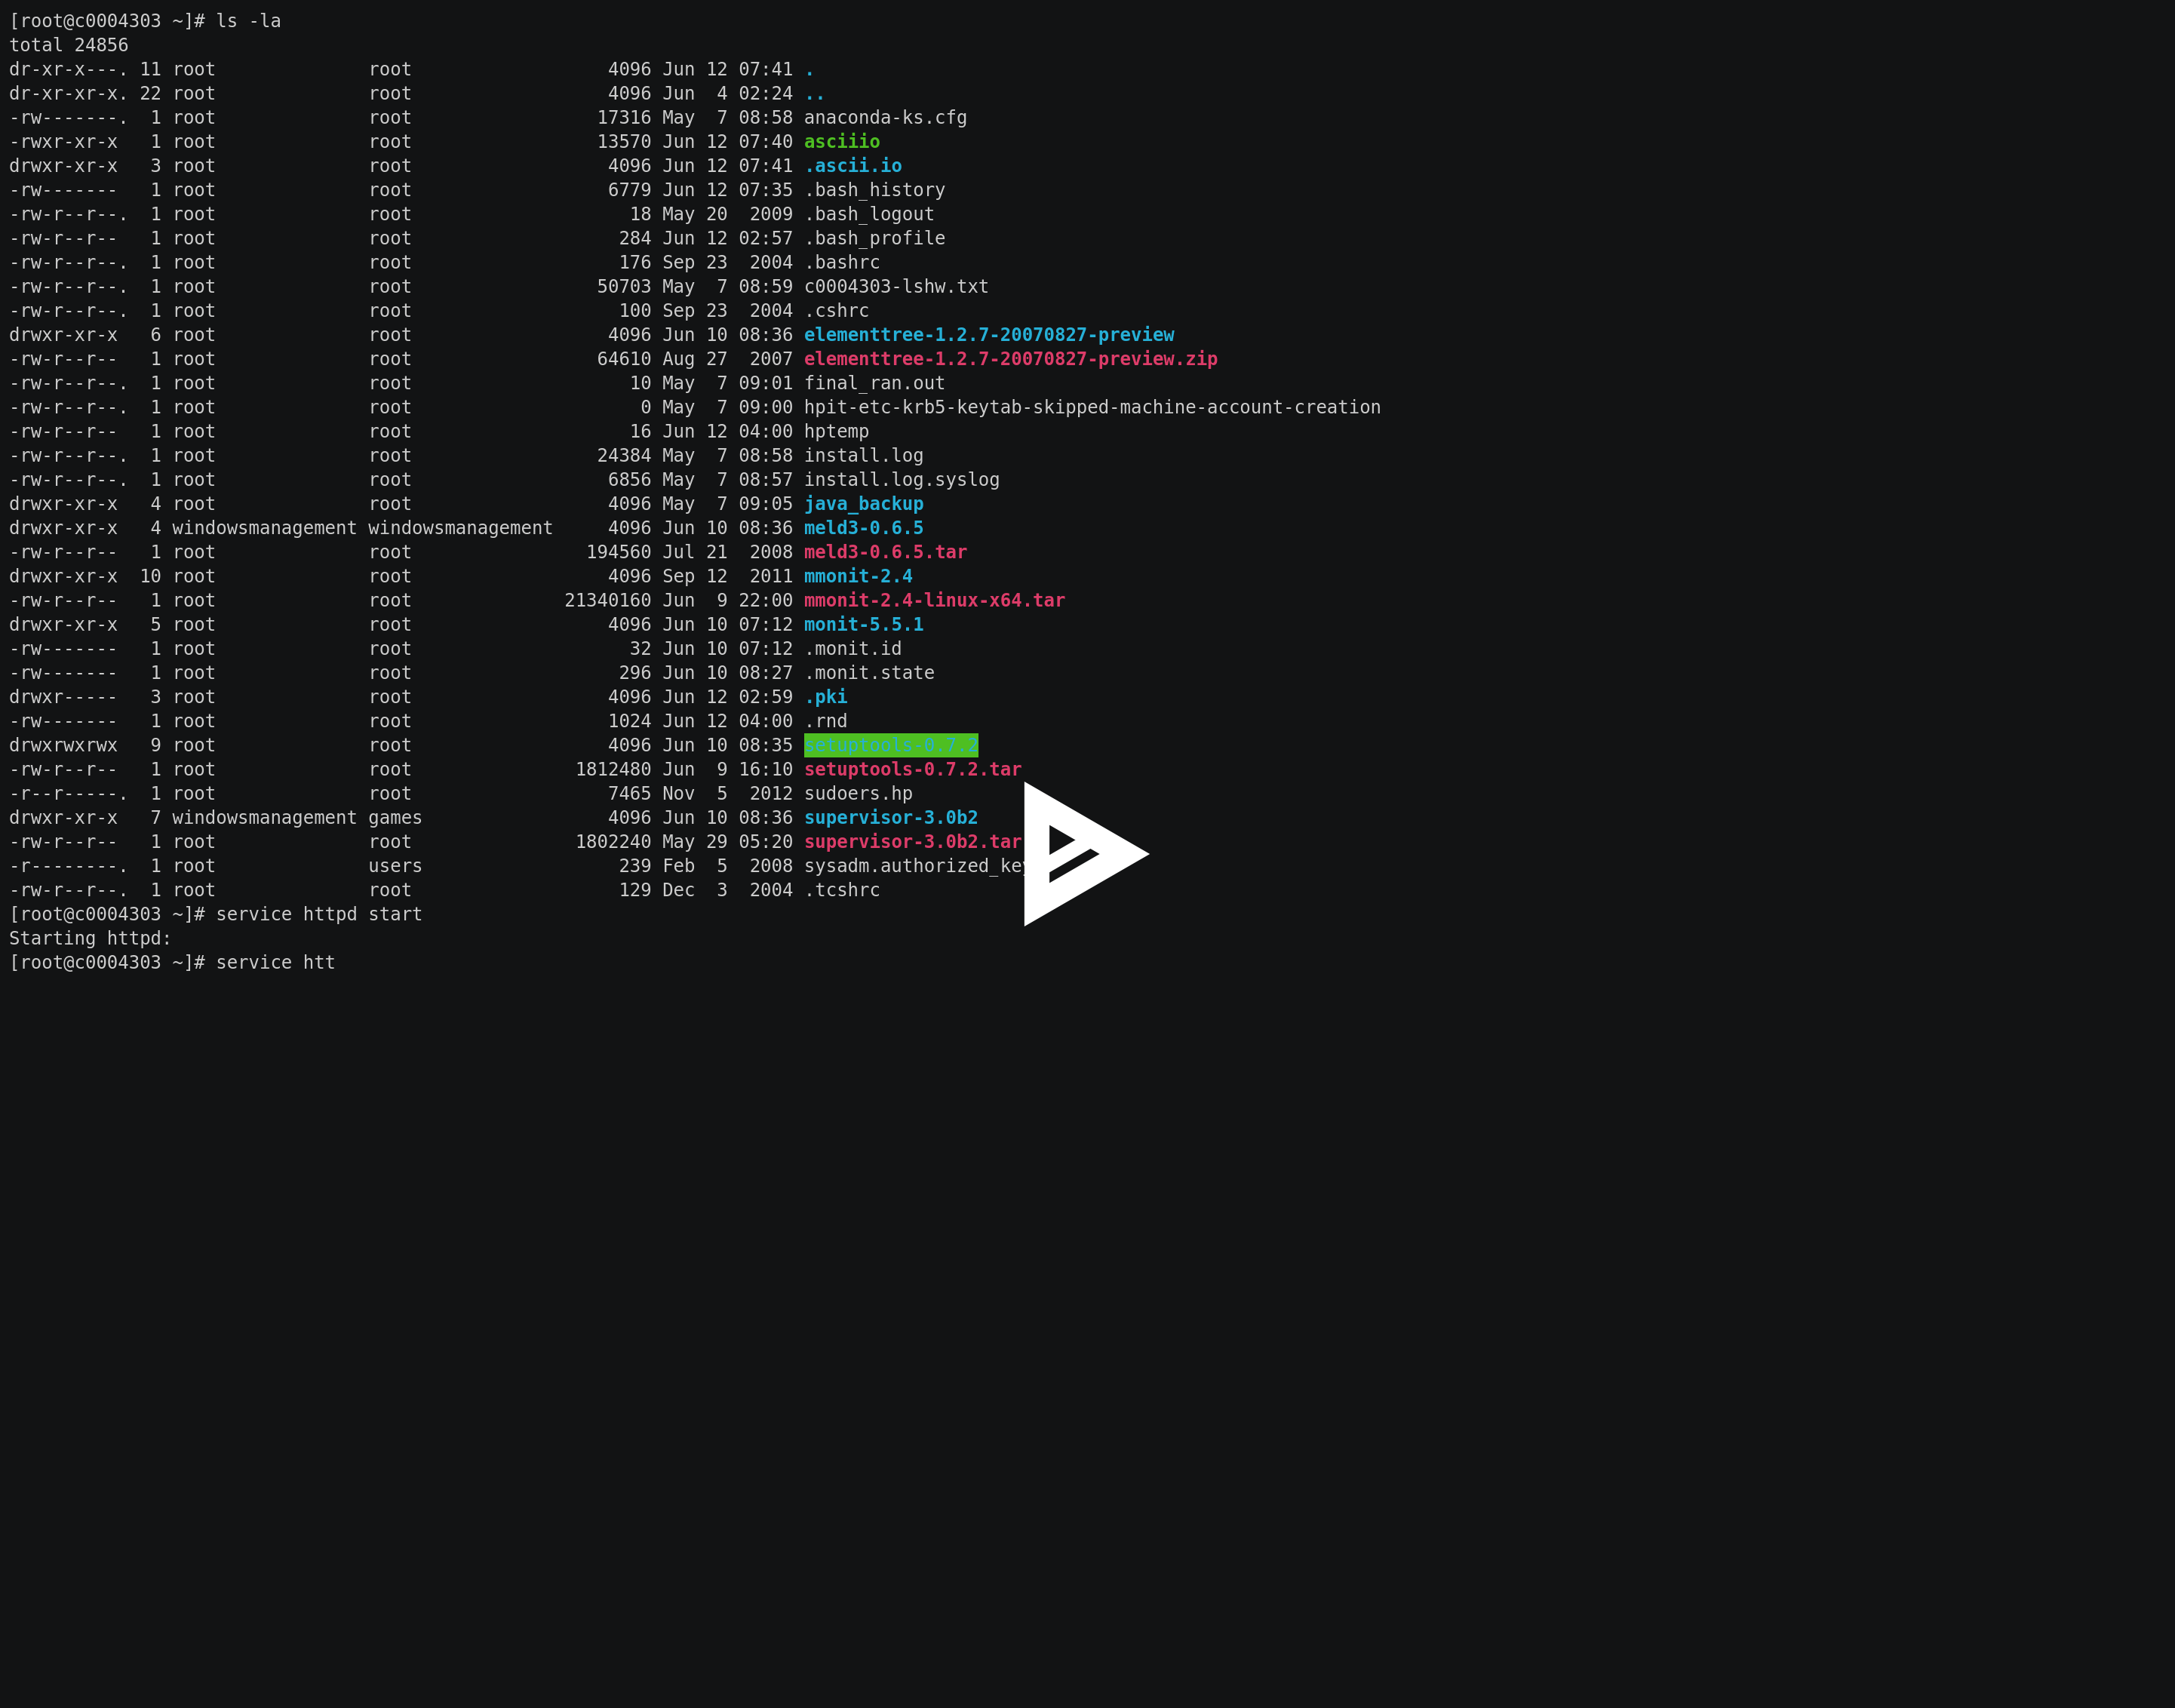 [root@c0004303 ~]# ls -la
total 24856
dr-xr-x---. 11 root              root                  4096 Jun 12 07:41 .
dr-xr-xr-x. 22 root              root                  4096 Jun  4 02:24 ..
-rw-------.  1 root              root                 17316 May  7 08:58 anaconda-ks.cfg
-rwxr-xr-x   1 root              root                 13570 Jun 12 07:40 asciiio
drwxr-xr-x   3 root              root                  4096 Jun 12 07:41 .ascii.io
-rw-------   1 root              root                  6779 Jun 12 07:35 .bash_history
-rw-r--r--.  1 root              root                    18 May 20  2009 .bash_logout
-rw-r--r--   1 root              root                   284 Jun 12 02:57 .bash_profile
-rw-r--r--.  1 root              root                   176 Sep 23  2004 .bashrc
-rw-r--r--.  1 root              root                 50703 May  7 08:59 c0004303-lshw.txt
-rw-r--r--.  1 root              root                   100 Sep 23  2004 .cshrc
drwxr-xr-x   6 root              root                  4096 Jun 10 08:36 elementtree-1.2.7-20070827-preview
-rw-r--r--   1 root              root                 64610 Aug 27  2007 elementtree-1.2.7-20070827-preview.zip
-rw-r--r--.  1 root              root                    10 May  7 09:01 final_ran.out
-rw-r--r--.  1 root              root                     0 May  7 09:00 hpit-etc-krb5-keytab-skipped-machine-account-creation
-rw-r--r--   1 root              root                    16 Jun 12 04:00 hptemp
-rw-r--r--.  1 root              root                 24384 May  7 08:58 install.log
-rw-r--r--.  1 root              root                  6856 May  7 08:57 install.log.syslog
drwxr-xr-x   4 root              root                  4096 May  7 09:05 java_backup
drwxr-xr-x   4 windowsmanagement windowsmanagement     4096 Jun 10 08:36 meld3-0.6.5
-rw-r--r--   1 root              root                194560 Jul 21  2008 meld3-0.6.5.tar
drwxr-xr-x  10 root              root                  4096 Sep 12  2011 mmonit-2.4
-rw-r--r--   1 root              root              21340160 Jun  9 22:00 mmonit-2.4-linux-x64.tar
drwxr-xr-x   5 root              root                  4096 Jun 10 07:12 monit-5.5.1
-rw-------   1 root              root                    32 Jun 10 07:12 .monit.id
-rw-------   1 root              root                   296 Jun 10 08:27 .monit.state
drwxr-----   3 root              root                  4096 Jun 12 02:59 .pki
-rw-------   1 root              root                  1024 Jun 12 04:00 .rnd
drwxrwxrwx   9 root              root                  4096 Jun 10 08:35 setuptools-0.7.2
-rw-r--r--   1 root              root               1812480 Jun  9 16:10 setuptools-0.7.2.tar
-r--r-----.  1 root              root                  7465 Nov  5  2012 sudoers.hp
drwxr-xr-x   7 windowsmanagement games                 4096 Jun 10 08:36 supervisor-3.0b2
-rw-r--r--   1 root              root               1802240 May 29 05:20 supervisor-3.0b2.tar
-r--------.  1 root              users                  239 Feb  5  2008
-rw-r--r--.  1 root              root                   129 Dec  3  2004 .tcshrc
[root@c0004303 ~]# service httpd start
Starting httpd:
[root@c0004303 ~]# service htt